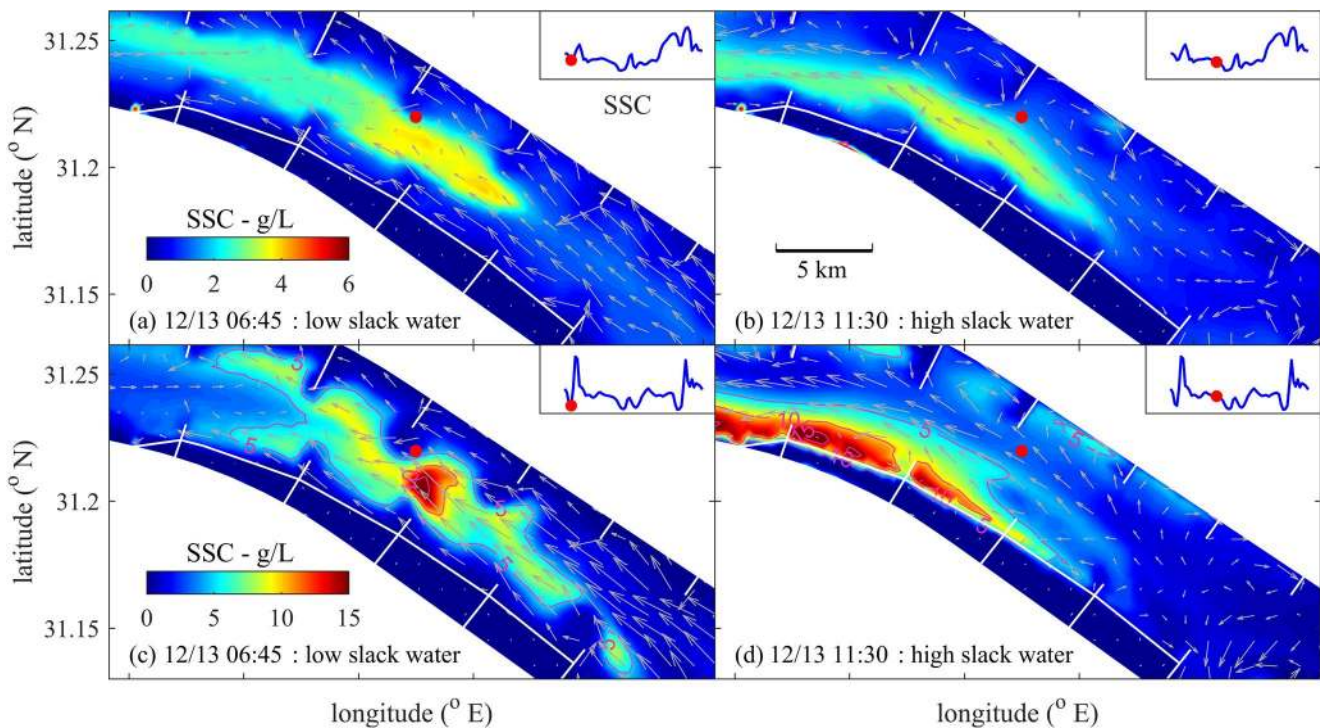 31.25
31.2
31.15
latitude (° N)
SSC
SSC - g/L
0 2 4 6
(a) 12/13 06:45 : low slack water
5 km
(b) 12/13 11:30 : high slack water
31.25
31.2
31.15
latitude (° N)
5
5
5
5
5
SSC - g/L
0 5 10 15
(c) 12/13 06:45 : low slack water
10
5
5
5
(d) 12/13 11:30 : high slack water
longitude (° E)
longitude (° E)